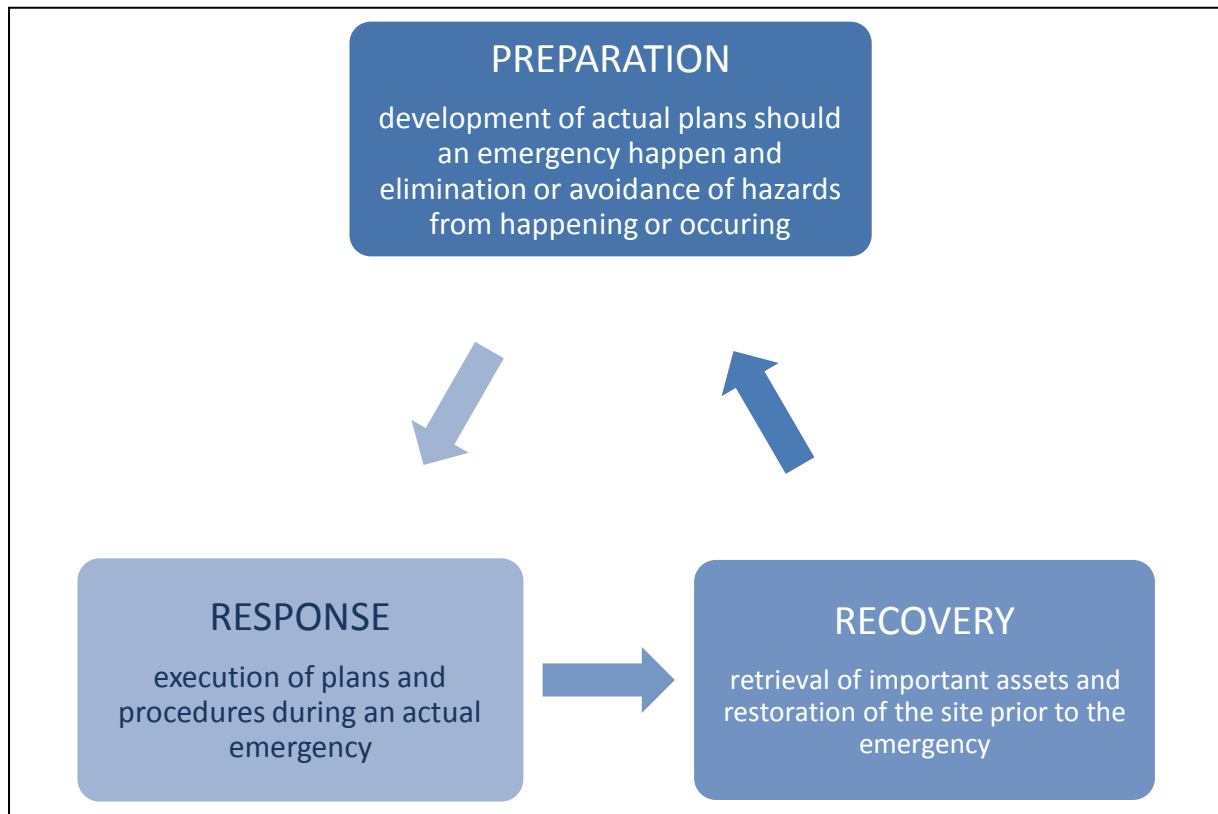 PREPARATION
development of actual plans should
an emergency happen and
elimination or avoidance of hazards
from happening or occuring
RESPONSE
execution of plans and
procedures during an actual
emergency
RECOVERY
retrieval of important assets and
restoration of the site prior to the
emergency